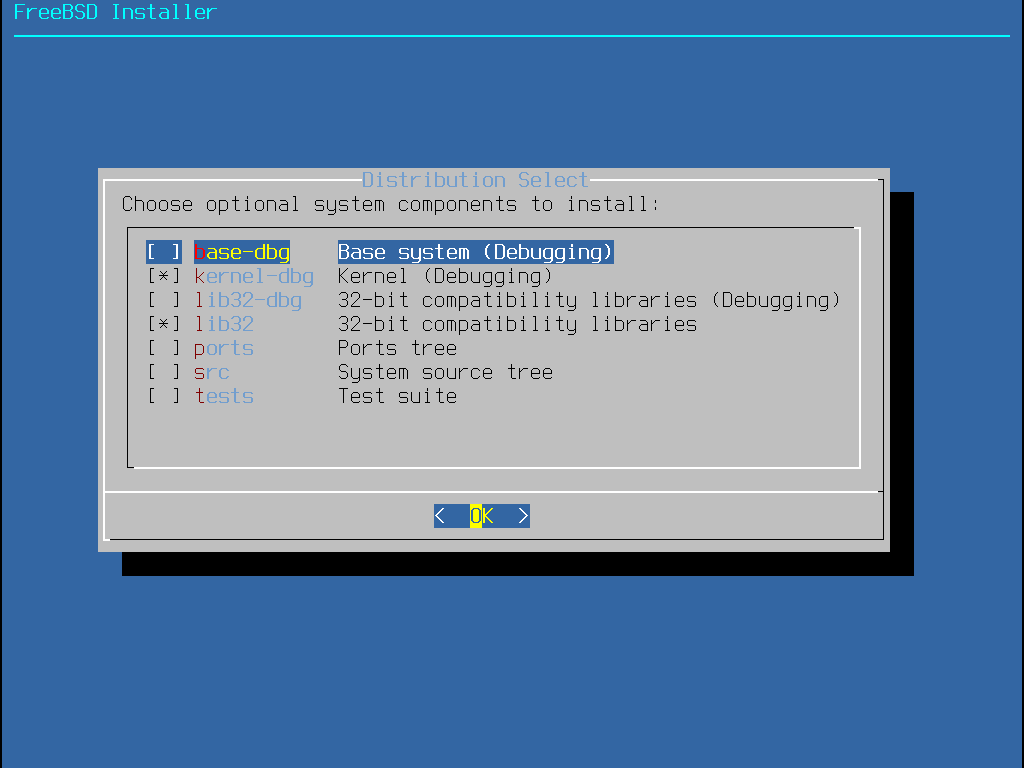 FreeBSD Installer
Distribution Select
Choose optional system components to install:
[ ] base-dbg Base system (Debugging)
[*] kernel-dbg Kernel (Debugging)
[ ] lib32-dbg 32-bit compatibility libraries (Debugging)
[*] lib32 32-bit compatibility libraries
[ ] ports Ports tree
[ ] src System source tree
[ ] tests Test suite
< OK >